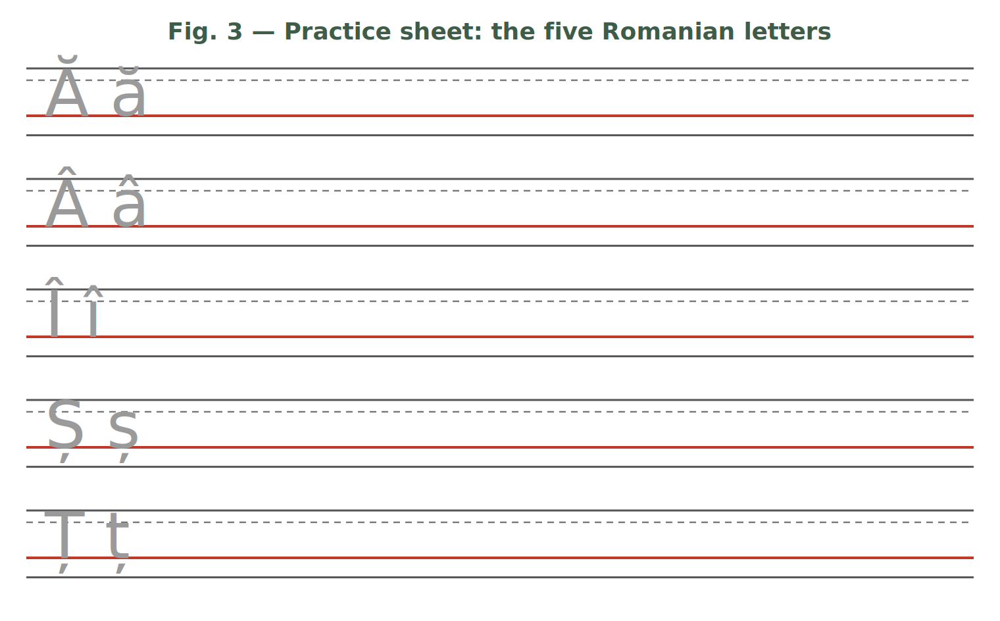 Fig. 3 — Practice sheet: the five Romanian letters
Ă ă
Â â
Î î
Ș ș
Ț ț